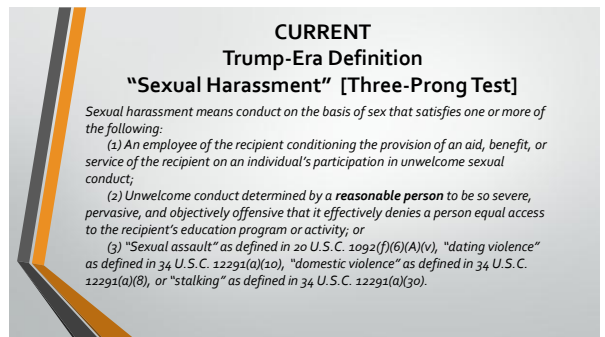 CURRENT
Trump-Era Definition
“Sexual Harassment”  [Three-Prong Test]
Sexual harassment means conduct on the basis of sex that satisfies one or more of
the following:
(1) An employee of the recipient conditioning the provision of an aid, benefit, or
service of the recipient on an individual’s participation in unwelcome sexual
conduct;
(2) Unwelcome conduct determined by a reasonable person to be so severe,
pervasive, and objectively offensive that it effectively denies a person equal access
to the recipient’s education program or activity; or
(3) “Sexual assault” as defined in 20 U.S.C. 1092(f)(6)(A)(v), “dating violence”
as defined in 34 U.S.C. 12291(a)(10), “domestic violence” as defined in 34 U.S.C.
12291(a)(8), or “stalking” as defined in 34 U.S.C. 12291(a)(30).